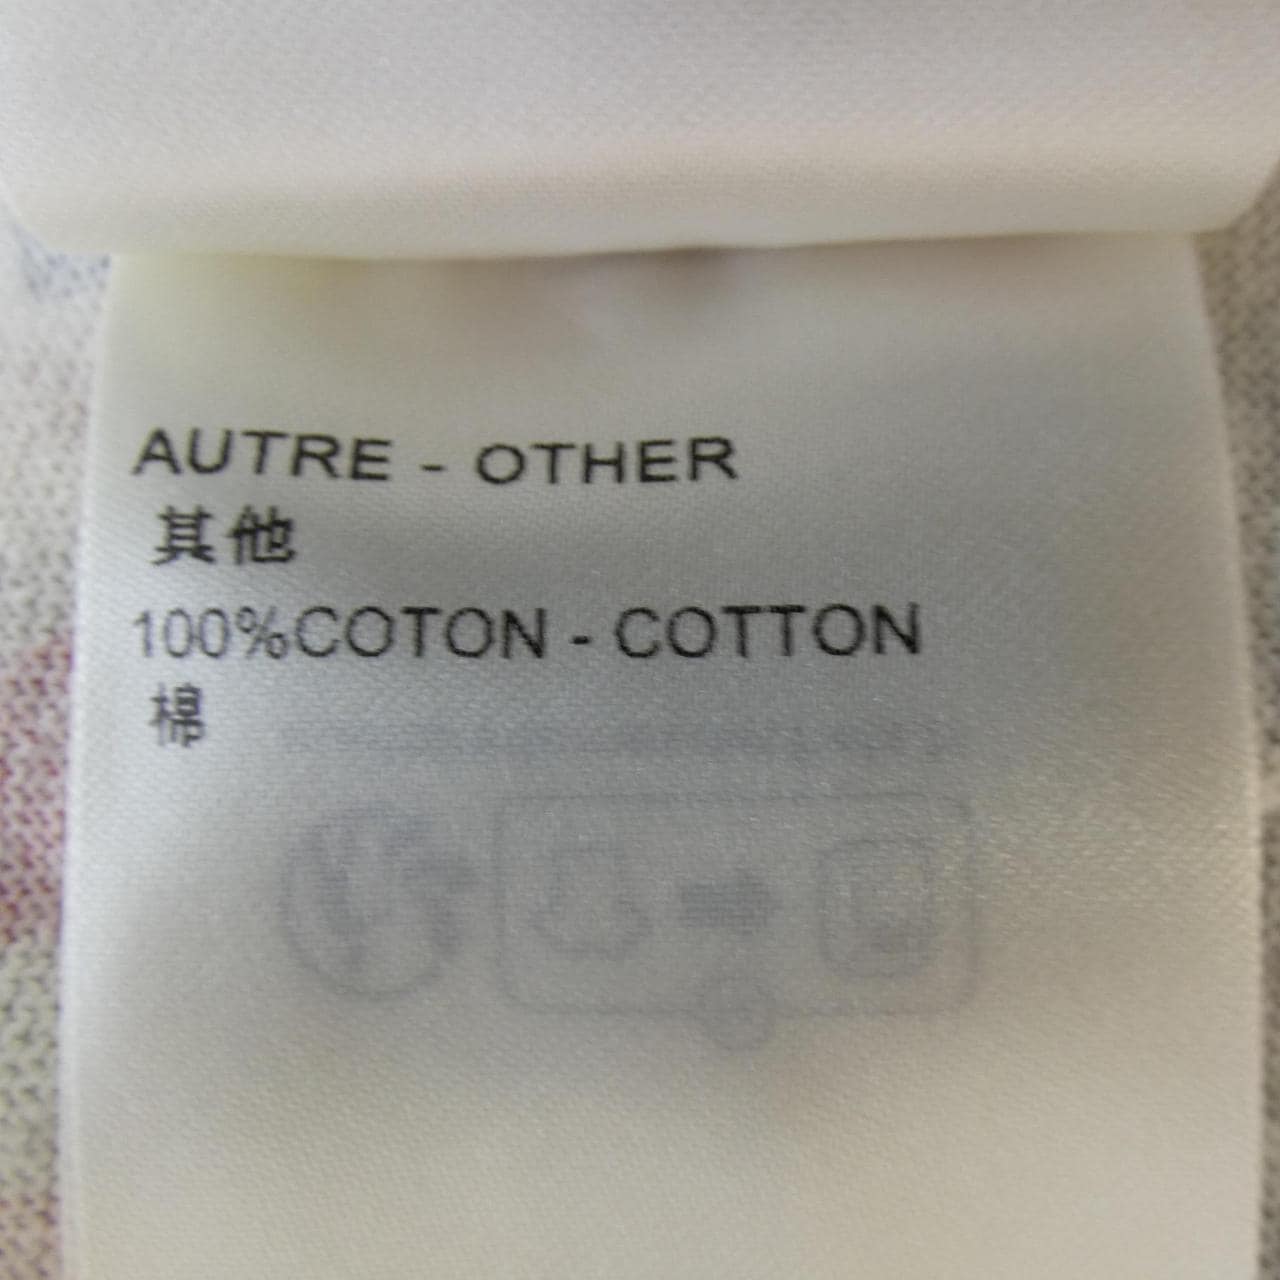 AUTRE - OTHER
其他
100%COTON - COTTON
棉